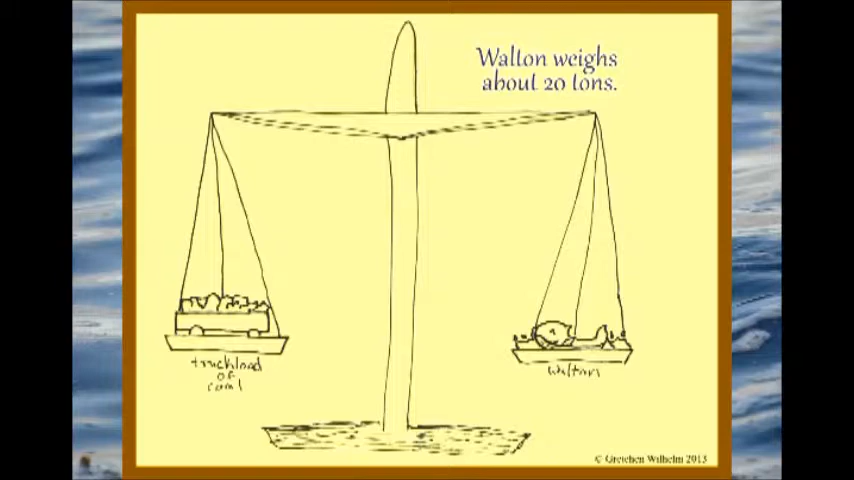 Walton weighs
about 20 tons.
truckload
of
coal
walton
© Gretchen Wilhelm 2013